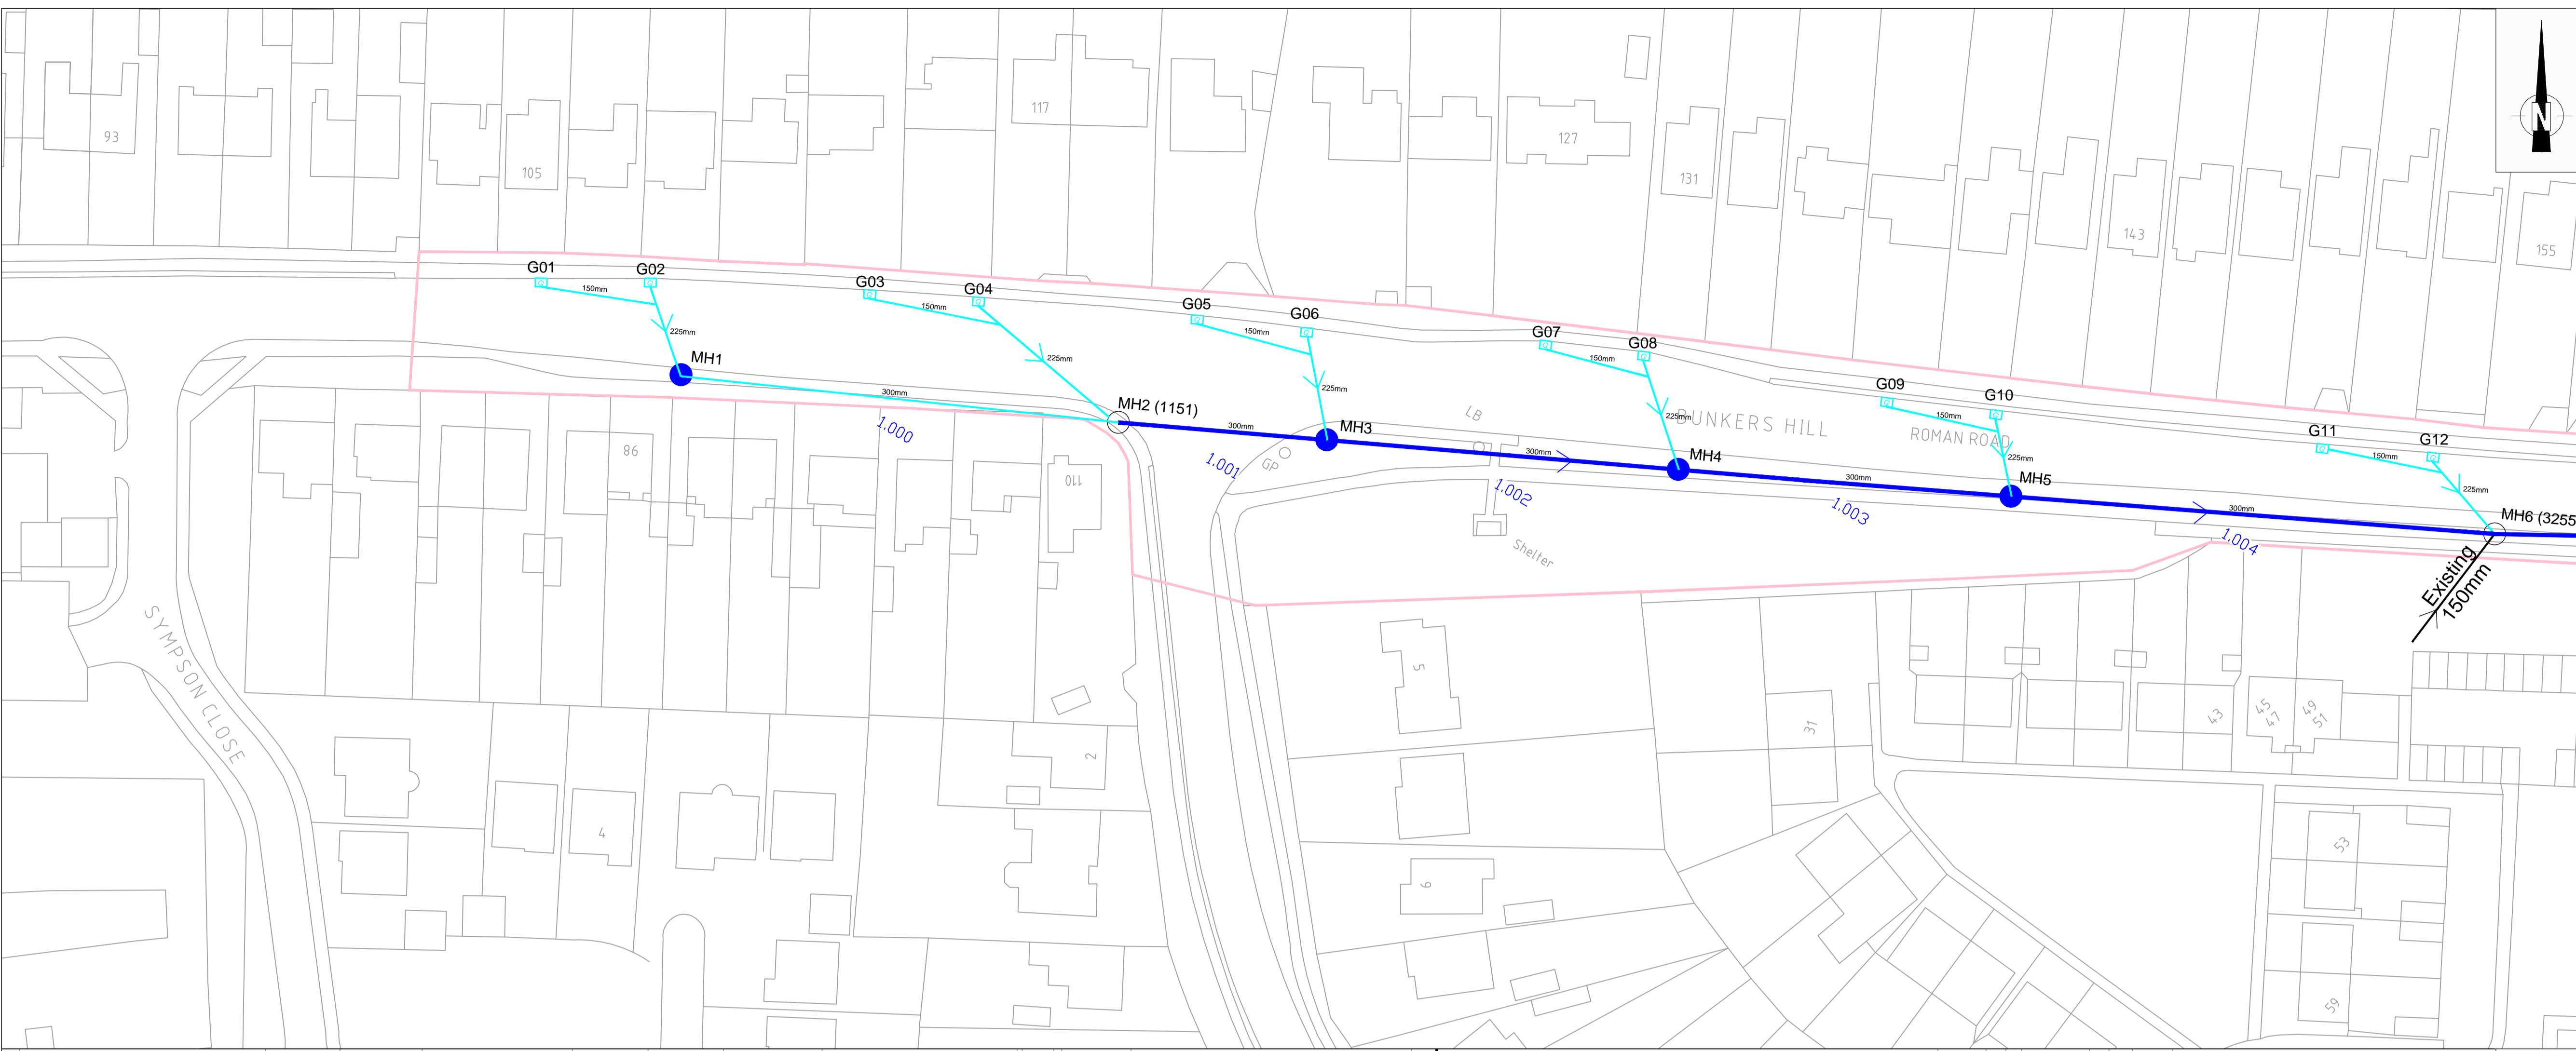 N
93
117
105
127
131
143
155
G01
G02
150mm
225mm
G03
G04
150mm
225mm
G05
G06
150mm
225mm
G07
G08
150mm
225mm
G09
G10
150mm
225mm
G11
G12
150mm
225mm
MH1
300mm
1.000
MH2 (1151)
300mm
1.001
MH3
300mm
1.002
MH4
300mm
1.003
MH5
300mm
1.004
MH6 (3255
LB
GP
BUNKERS HILL
ROMAN ROAD
Shelter
Existing
150mm
86
110
SYMPSON CLOSE
2
4
5
9
31
43
45
47
49
51
53
59